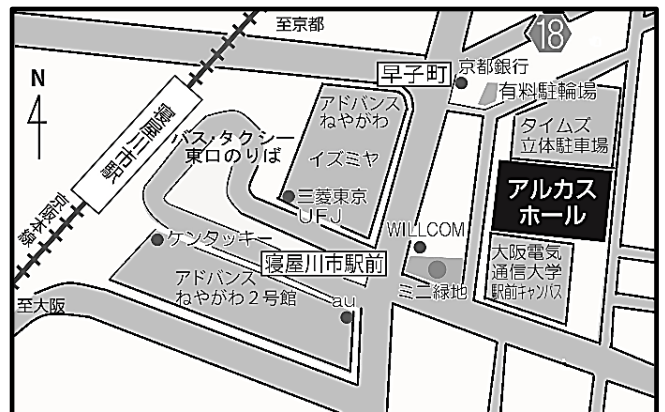 至京都
18
N
早子町
京都銀行
有料駐輪場
アドバンス
ねやがわ
イズミヤ
タイムズ
立体駐車場
寝屋川市駅
バス・タクシー
東口のりば
アルカス
ホール
三菱東京
UFJ
京阪本線
WILLCOM
ケンタッキー
寝屋川市駅前
大阪電気
通信大学
駅前キャンパス
アドバンス
ねやがわ2号館
ミニ緑地
au
至大阪